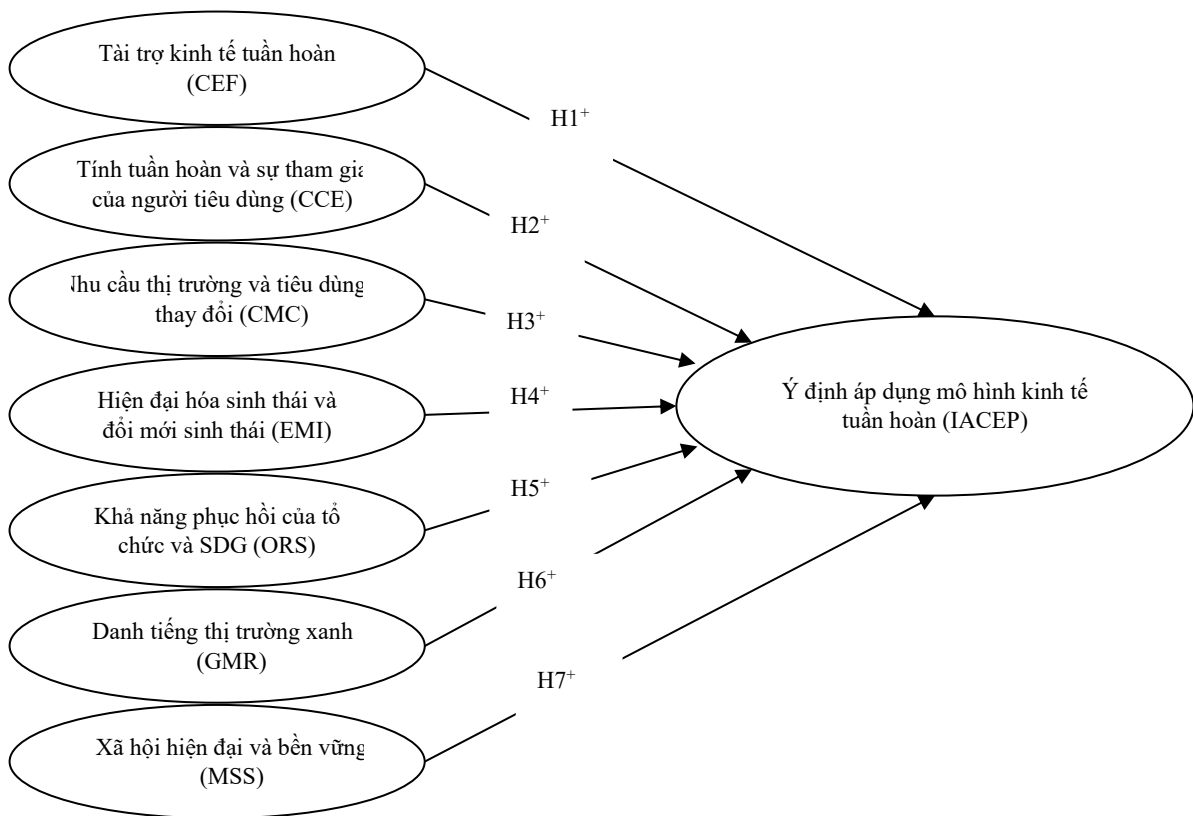 Tài trợ kinh tế tuần hoàn
(CEF)
H1+
Tính tuần hoàn và sự tham gia
của người tiêu dùng (CCE)
H2+
Nhu cầu thị trường và tiêu dùng
thay đổi (CMC)
H3+
Hiện đại hóa sinh thái và
đổi mới sinh thái (EMI)
H4+
Ý định áp dụng mô hình kinh tế
tuần hoàn (IACEP)
Khả năng phục hồi của tổ
chức và SDG (ORS)
H5+
H6+
Danh tiếng thị trường xanh
(GMR)
H7+
Xã hội hiện đại và bền vững
(MSS)